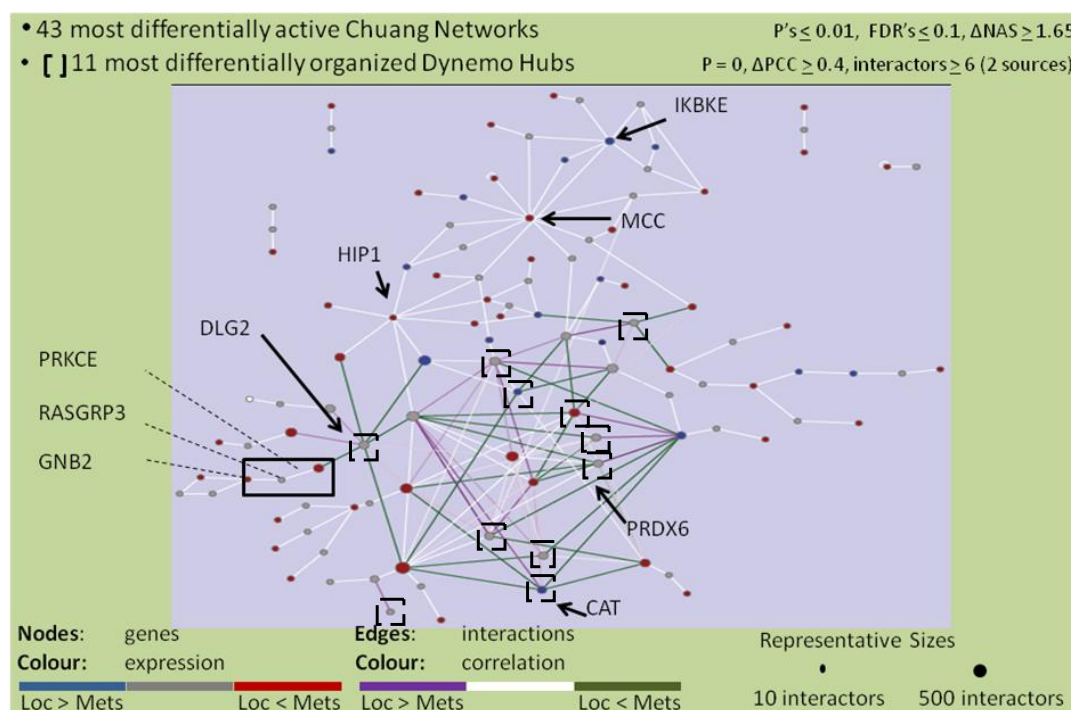 • 43 most differentially active Chuang Networks P's ≤ 0.01, FDR's ≤ 0.1, ΔNAS ≥ 1.65
• [ ] 11 most differentially organized Dynemo Hubs P = 0, ΔPCC ≥ 0.4, interactors ≥ 6 (2 sources)
IKBKE
MCC
HIP1
DLG2
PRKCE
RASGRP3
GNB2
PRDX6
CAT
Nodes: genes Edges: interactions Representative Sizes
Colour: expression Colour: correlation
Loc > Mets Loc < Mets Loc > Mets Loc < Mets 10 interactors 500 interactors